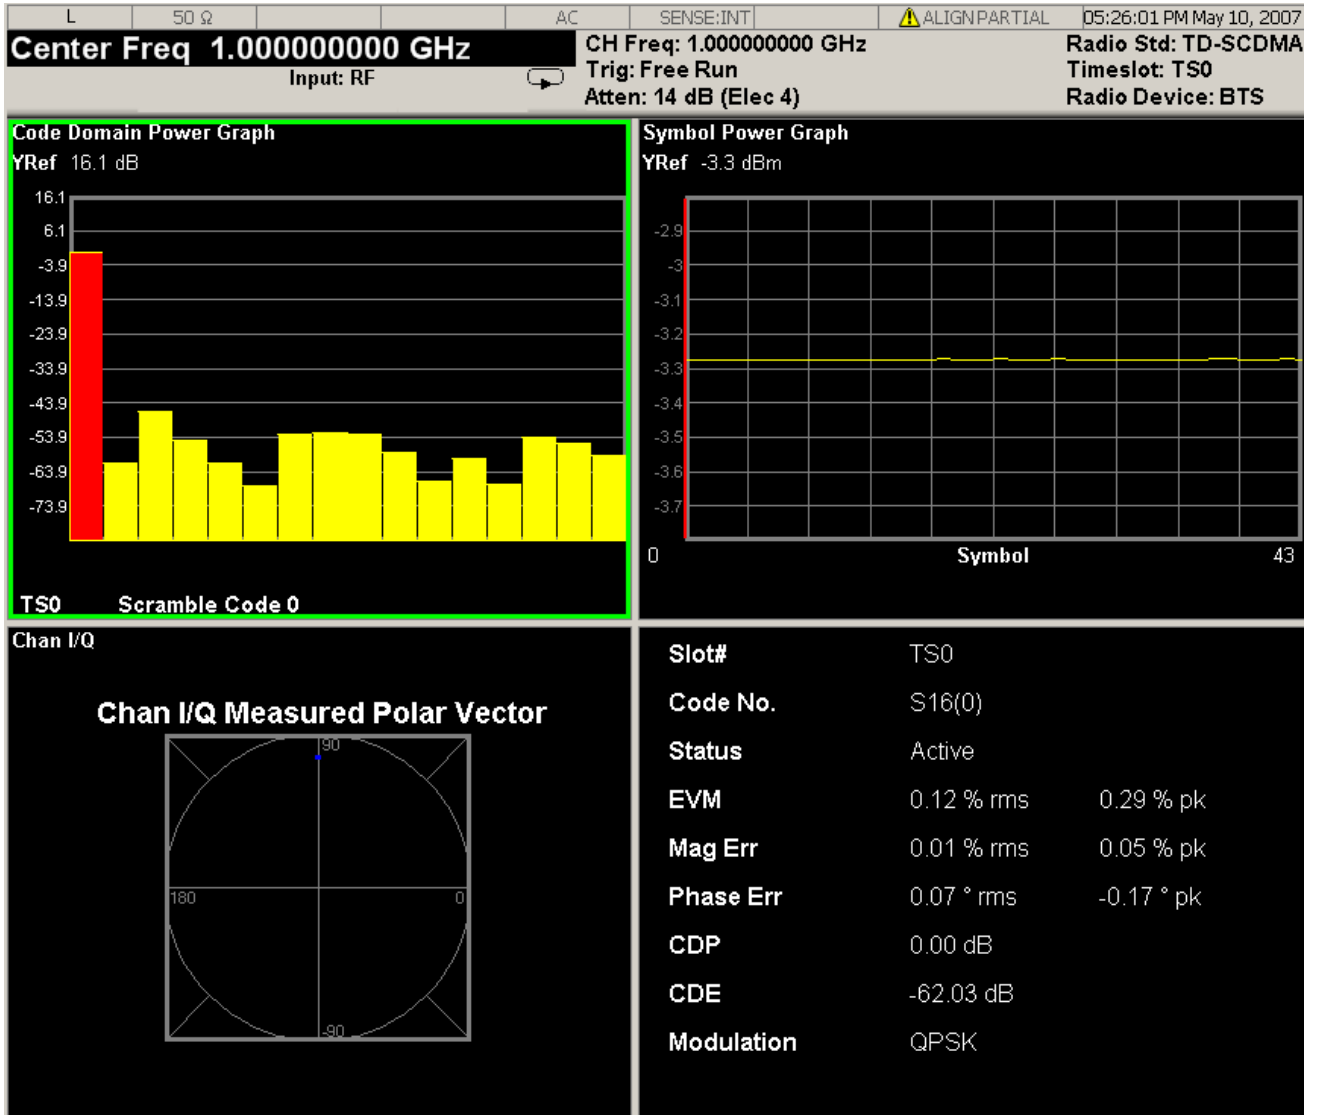 L 50 Ω AC SENSE:INT ALIGN PARTIAL 05:26:01 PM May 10, 2007
Center Freq 1.000000000 GHz
Input: RF
CH Freq: 1.000000000 GHz
Trig: Free Run
Atten: 14 dB (Elec 4)
Radio Std: TD-SCDMA
Timeslot: TS0
Radio Device: BTS
Code Domain Power Graph
YRef 16.1 dB
16.1
6.1
-3.9
-13.9
-23.9
-33.9
-43.9
-53.9
-63.9
-73.9
TS0 Scramble Code 0
Symbol Power Graph
YRef -3.3 dBm
-2.9
-3
-3.1
-3.2
-3.3
-3.4
-3.5
-3.6
-3.7
0 Symbol 43
Chan I/Q
Chan I/Q Measured Polar Vector
90
180 0
-90
Slot# TS0
Code No. S16(0)
Status Active
EVM 0.12 % rms 0.29 % pk
Mag Err 0.01 % rms 0.05 % pk
Phase Err 0.07 ° rms -0.17 ° pk
CDP 0.00 dB
CDE -62.03 dB
Modulation QPSK